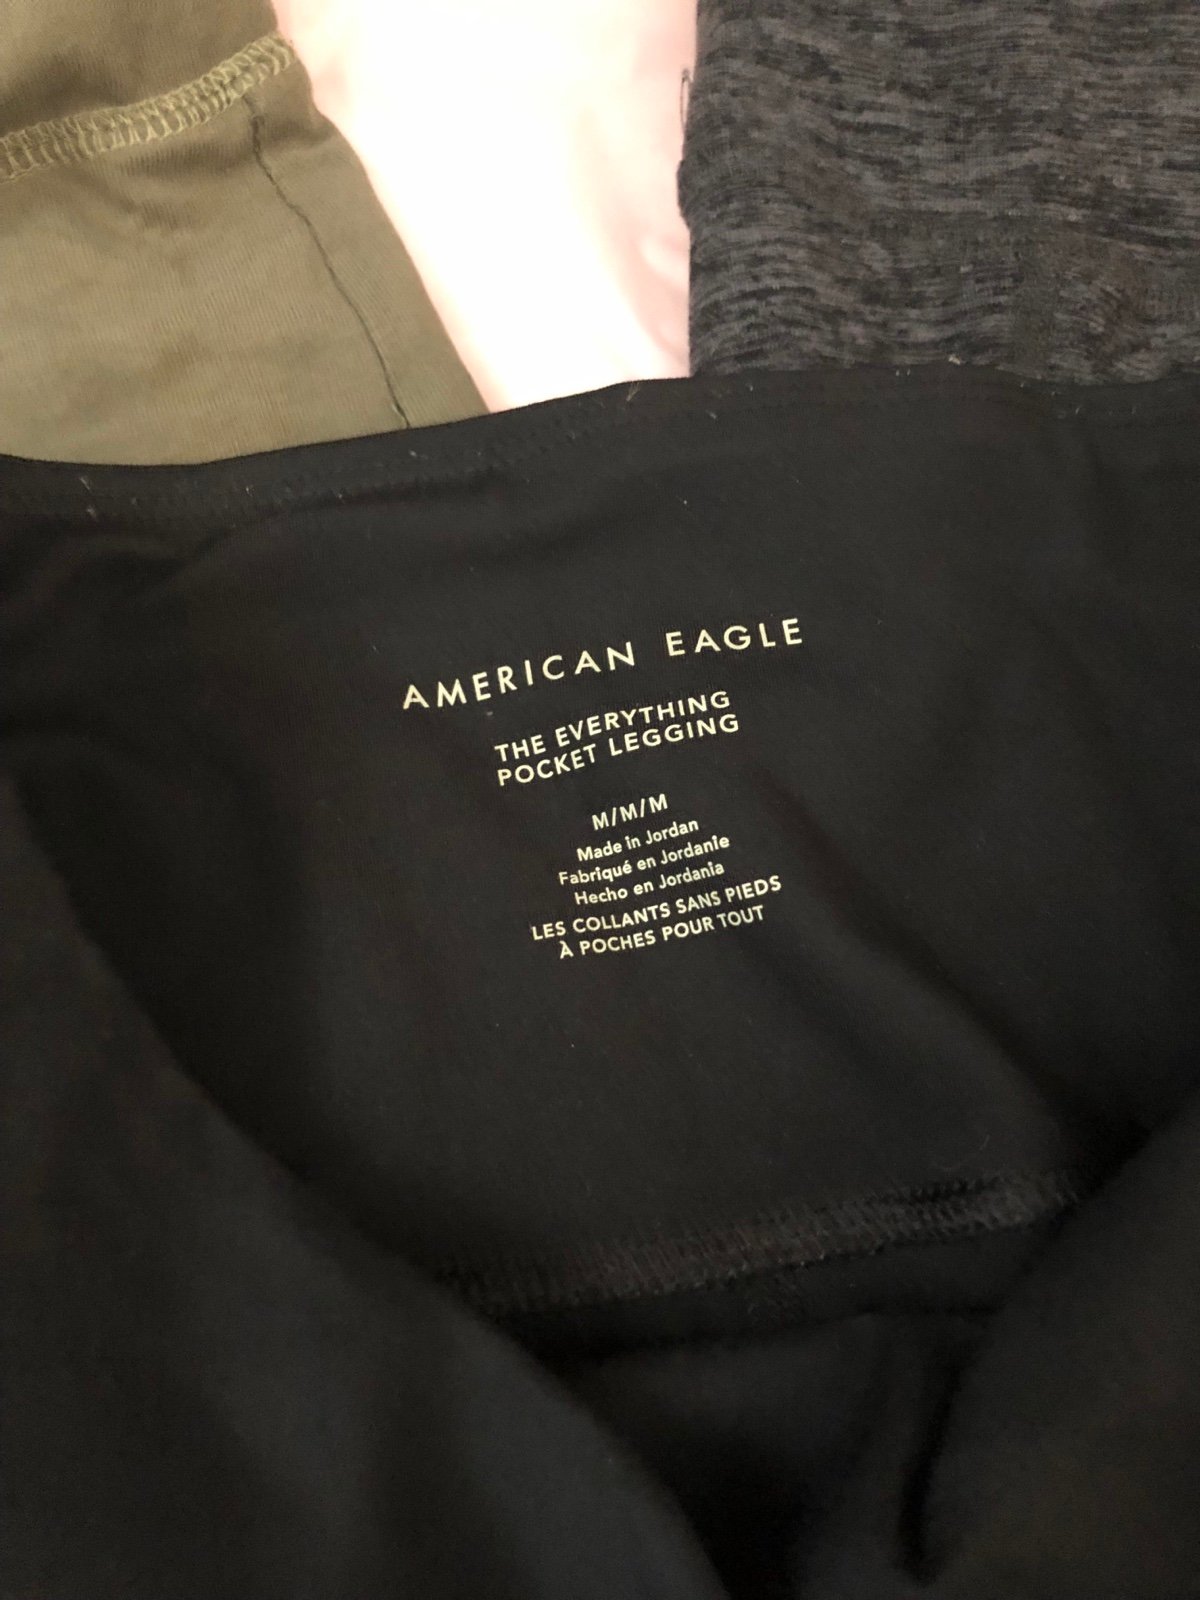 AMERICAN EAGLE
THE EVERYTHING
POCKET LEGGING
M/M/M
Made in Jordan
Fabriqué en Jordanie
Hecho en Jordania
LES COLLANTS SANS PIEDS
À POCHES POUR TOUT